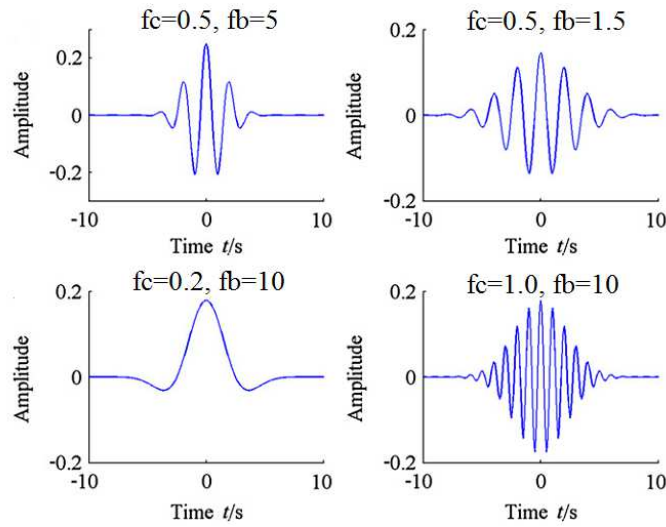 fc=0.5, fb=5
0.2
0
-0.2
Amplitude
-10
0
10
Time t/s
fc=0.5, fb=1.5
0.2
0
-0.2
Amplitude
-10
0
10
Time t/s
fc=0.2, fb=10
0.2
0
-0.2
Amplitude
-10
0
10
Time t/s
fc=1.0, fb=10
0.2
0
-0.2
Amplitude
-10
0
10
Time t/s